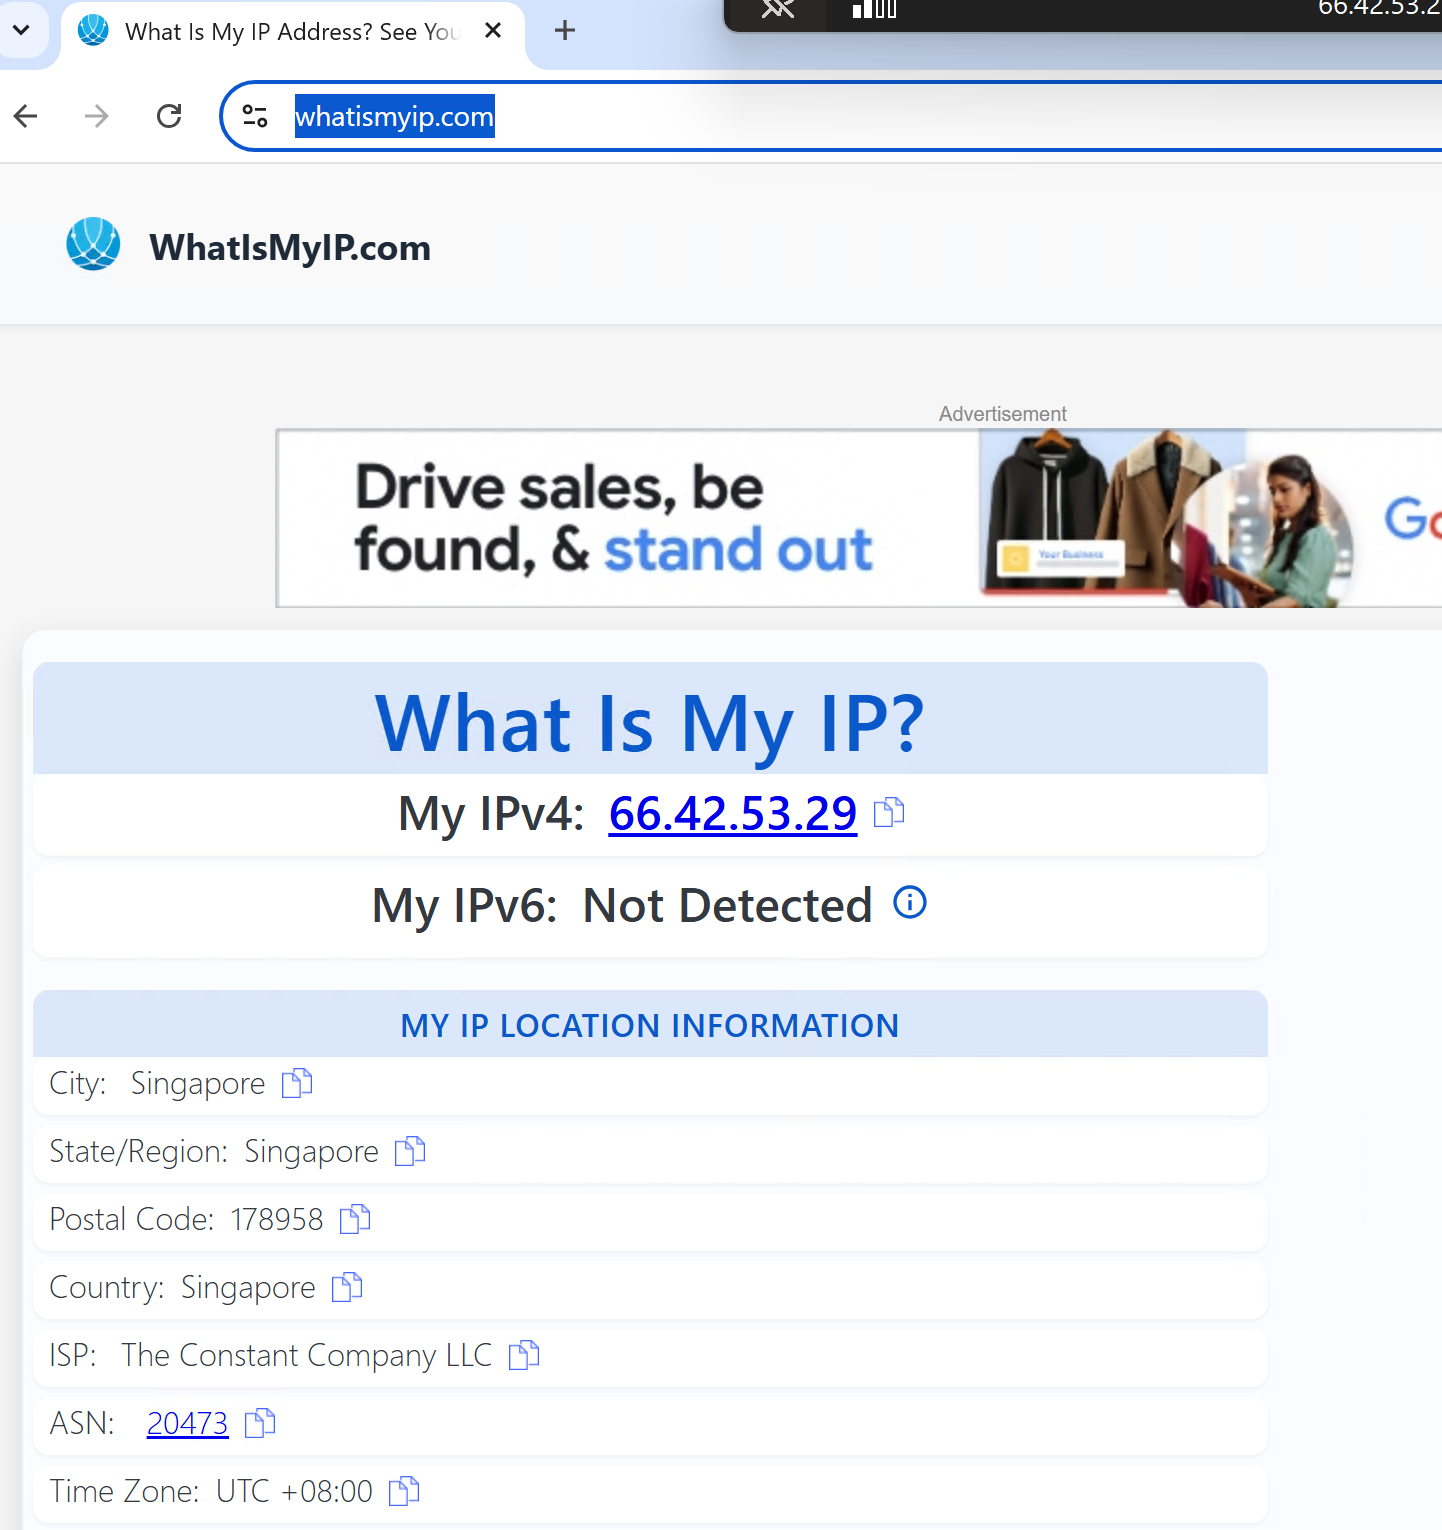 What Is My IP Address? See You
66.42.53.2
whatismyip.com
WhatIsMyIP.com
Advertisement
Drive sales, be
found, & stand out
Your Business
Go
What Is My IP?
My IPv4: 66.42.53.29
My IPv6: Not Detected
MY IP LOCATION INFORMATION
City: Singapore
State/Region: Singapore
Postal Code: 178958
Country: Singapore
ISP: The Constant Company LLC
ASN: 20473
Time Zone: UTC +08:00